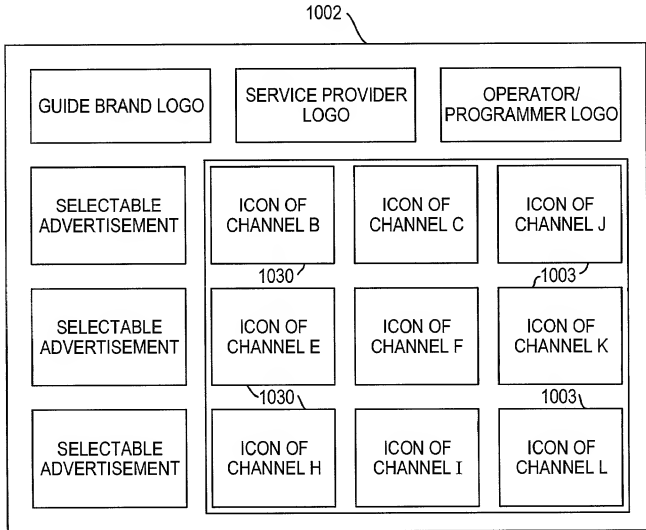 1002
GUIDE BRAND LOGO
SERVICE PROVIDER
LOGO
OPERATOR/
PROGRAMMER LOGO
SELECTABLE
ADVERTISEMENT
ICON OF
CHANNEL B
ICON OF
CHANNEL C
ICON OF
CHANNEL J
1030
1003
SELECTABLE
ADVERTISEMENT
ICON OF
CHANNEL E
ICON OF
CHANNEL F
ICON OF
CHANNEL K
1030
1003
SELECTABLE
ADVERTISEMENT
ICON OF
CHANNEL H
ICON OF
CHANNEL I
ICON OF
CHANNEL L